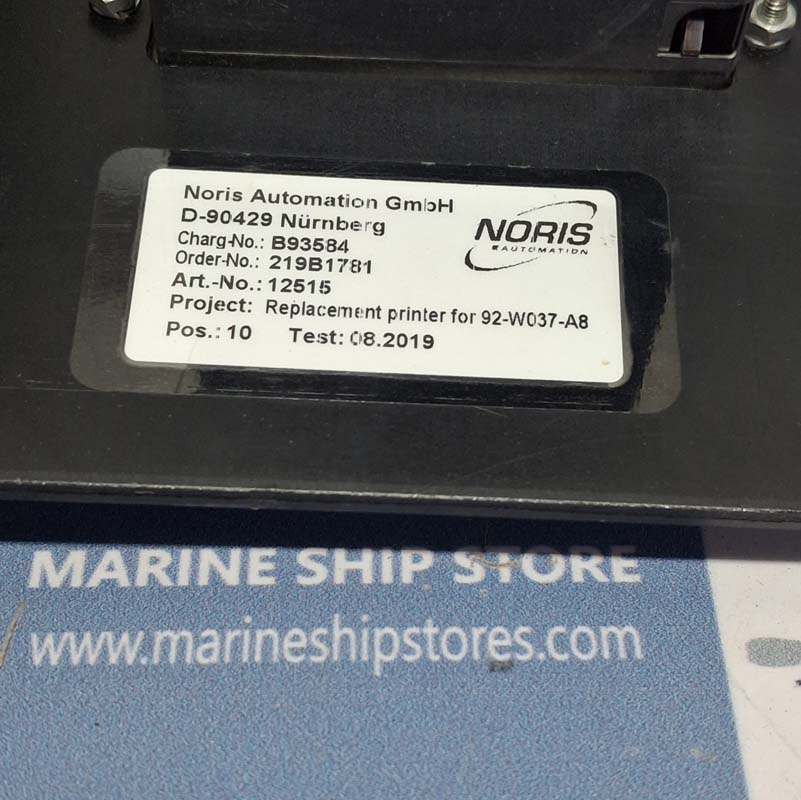 Noris Automation GmbH
D-90429 Nürnberg
Charg-No.: B93584
Order-No.: 219B1781
Art.-No.: 12515
Project: Replacement printer for 92-W037-A8
Pos.: 10 Test: 08.2019
NORIS
AUTOMATION
MARINE SHIP STORE
www.marineshipstores.com